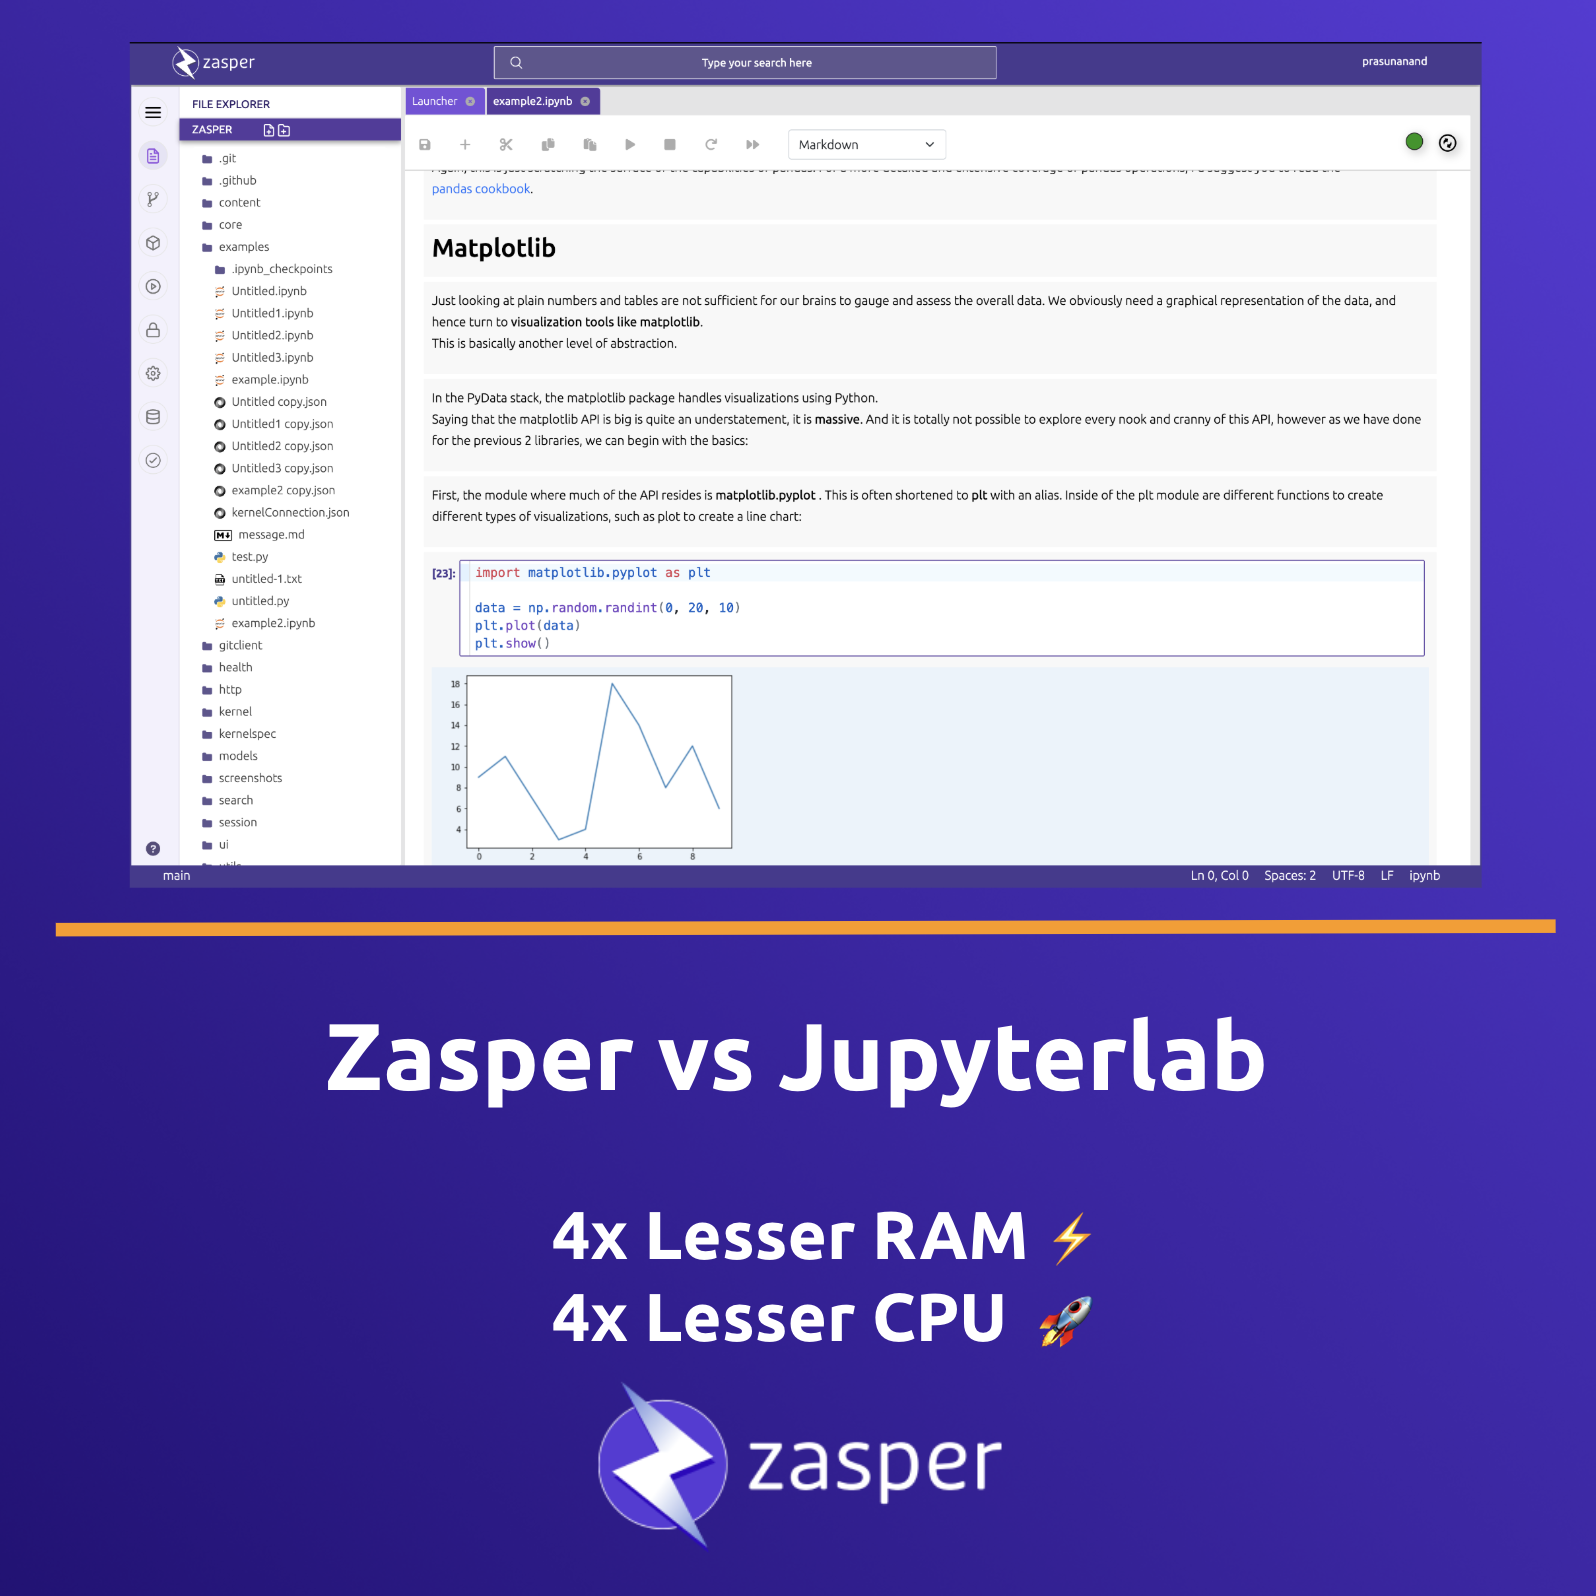 zasper
Type your search here
prasunanand
FILE EXPLORER
ZASPER
.git
.github
content
core
examples
.ipynb_checkpoints
Untitled.ipynb
Untitled1.ipynb
Untitled2.ipynb
Untitled3.ipynb
example.ipynb
Untitled copy.json
Untitled1 copy.json
Untitled2 copy.json
Untitled3 copy.json
example2 copy.json
kernelConnection.json
M↓ message.md
test.py
untitled-1.txt
untitled.py
example2.ipynb
gitclient
health
http
kernel
kernelspec
models
screenshots
search
session
ui
Launcher
example2.ipynb
Markdown
pandas cookbook.
Matplotlib
Just looking at plain numbers and tables are not sufficient for our brains to gauge and assess the overall data. We obviously need a graphical representation of the data, and
hence turn to visualization tools like matplotlib.
This is basically another level of abstraction.
In the PyData stack, the matplotlib package handles visualizations using Python.
Saying that the matplotlib API is big is quite an understatement, it is massive. And it is totally not possible to explore every nook and cranny of this API, however as we have done
for the previous 2 libraries, we can begin with the basics:
First, the module where much of the API resides is matplotlib.pyplot . This is often shortened to plt with an alias. Inside of the plt module are different functions to create
different types of visualizations, such as plot to create a line chart:
[23]: import matplotlib.pyplot as plt
data = np.random.randint(0, 20, 10)
plt.plot(data)
plt.show()
18
16
14
12
10
8
6
4
0 2 4 6 8
main
Ln 0, Col 0 Spaces: 2 UTF-8 LF ipynb
Zasper vs Jupyterlab
4x Lesser RAM ⚡
4x Lesser CPU 🚀
zasper